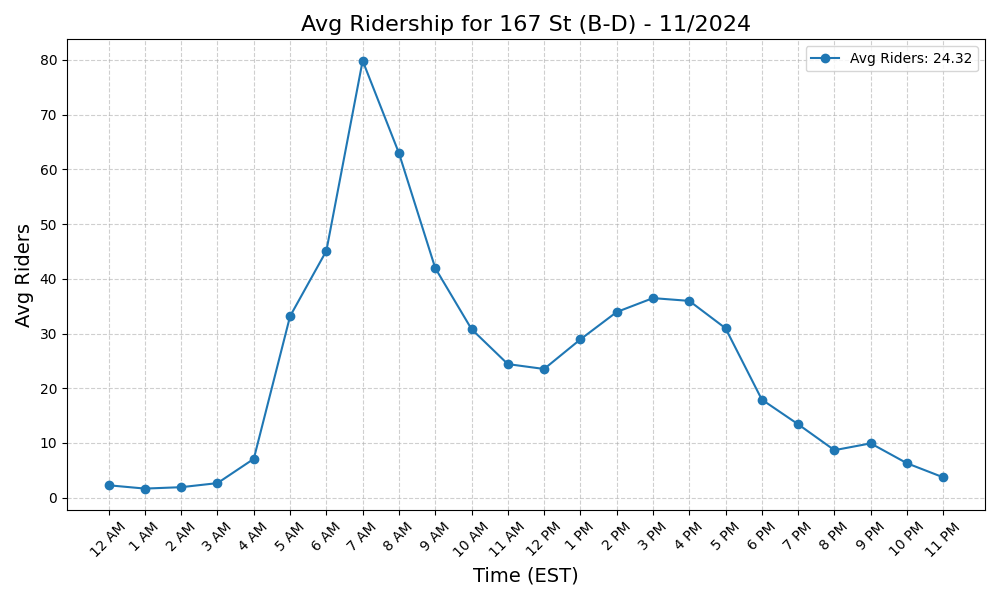 Avg Ridership for 167 St (B-D) - 11/2024
Avg Riders: 24.32
Avg Riders
80
70
60
50
40
30
20
10
0
12 AM
1 AM
2 AM
3 AM
4 AM
5 AM
6 AM
7 AM
8 AM
9 AM
10 AM
11 AM
12 PM
1 PM
2 PM
3 PM
4 PM
5 PM
6 PM
7 PM
8 PM
9 PM
10 PM
11 PM
Time (EST)